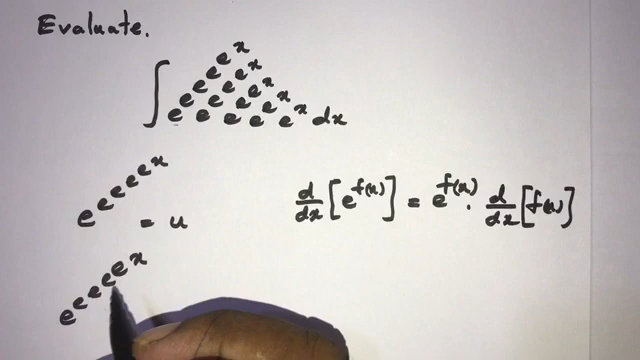 Evaluate.
∫ e^e^e^e^e^x e^e^e^e^x e^e^e^x e^e^x e^x dx
e^e^e^e^e^x = u
d/dx [e^f(x)] = e^f(x) . d/dx [f(x)]
e^e^e^e^e^x